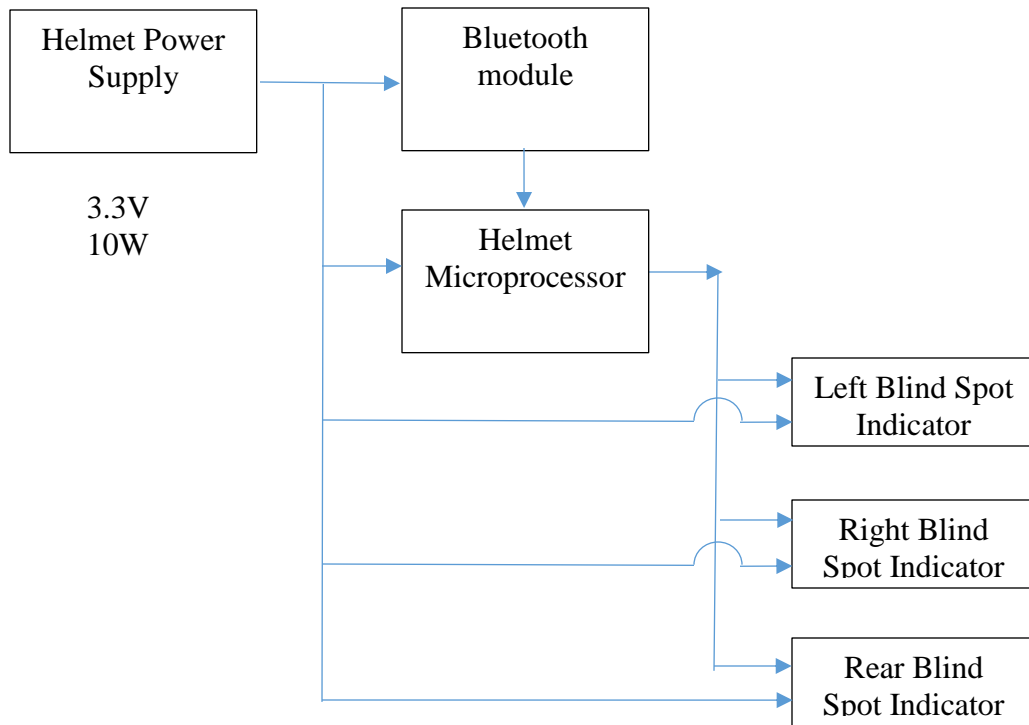 Helmet Power
Supply
Bluetooth
module
3.3V
10W
Helmet
Microprocessor
Left Blind Spot
Indicator
Right Blind
Spot Indicator
Rear Blind
Spot Indicator